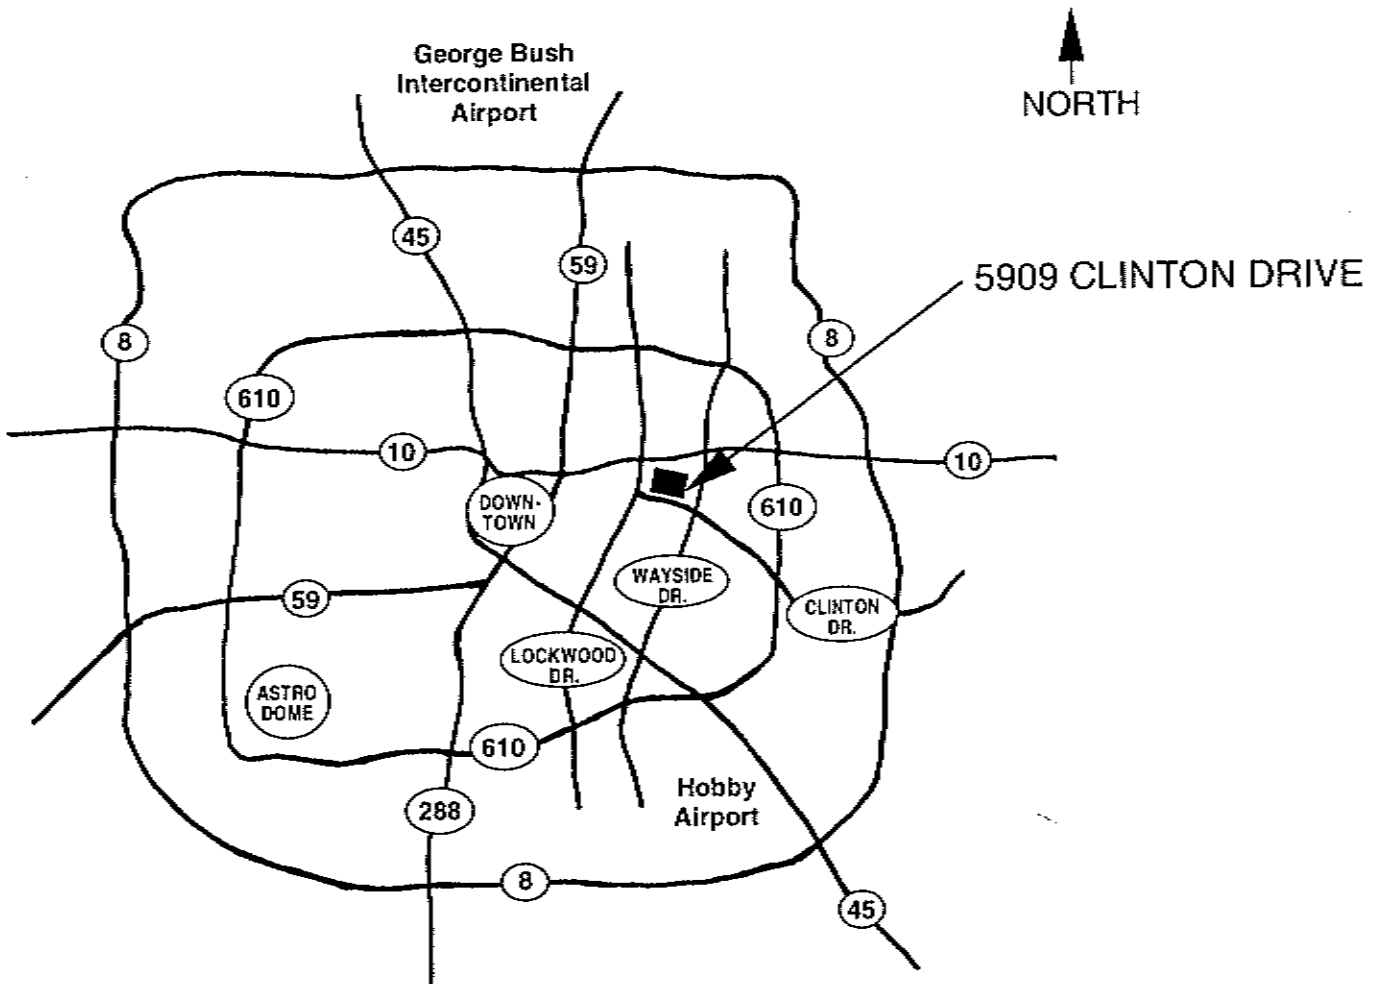 George Bush
Intercontinental
Airport
NORTH
45
59
5909 CLINTON DRIVE
8
8
610
10
10
DOWN-
TOWN
610
WAYSIDE
DR.
59
CLINTON
DR.
LOCKWOOD
DR.
ASTRO
DOME
610
Hobby
Airport
288
8
45